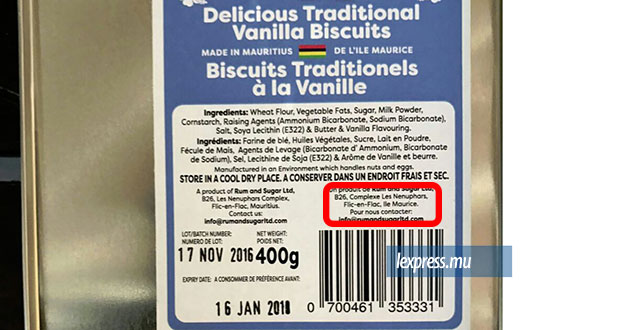 Delicious Traditional
Vanilla Biscuits
MADE IN MAURITIUS DE L'ILE MAURICE
Biscuits Traditionels
à la Vanille
Ingredients: Wheat Flour, Vegetable Fats, Sugar, Milk Powder,
Cornstarch, Raising Agents (Ammonium Bicarbonate, Sodium Bicarbonate),
Salt, Soya Lecithin (E322) & Butter & Vanilla Flavouring.
Ingrédients: Farine de blé, Huiles Végétales, Sucre, Lait en Poudre,
Fécule de Maïs, Agents de Levage (Bicarbonate d' Ammonium, Bicarbonate
de Sodium), Sel, Lecithine de Soja (E322) & Arôme de Vanille et beurre.
Manufactured in an Environment which handles nuts and eggs.
STORE IN A COOL DRY PLACE. A CONSERVER DANS UN ENDROIT FRAIS ET SEC.
A product of Rum and Sugar Ltd,
B26, Les Nenuphars Complex,
Flic-en-Flac, Mauritius.
Contact us:
info@rumandsugarltd.com
Un produit de Rum and Sugar Ltd,
B26, Complexe Les Nenuphars,
Flic-en-Flac, Ile Maurice.
Pour nous contacter:
info@rumandsugarltd.com
LOT/BATCH NUMBER:
NUMERO DE LOT:
17 NOV 2016
NET WEIGHT:
POIDS NET:
400g
EXPIRY DATE: A CONSOMMER DE PRÉFÉRENCE AVANT:
16 JAN 2018
0 700461 353331
lexpress.mu